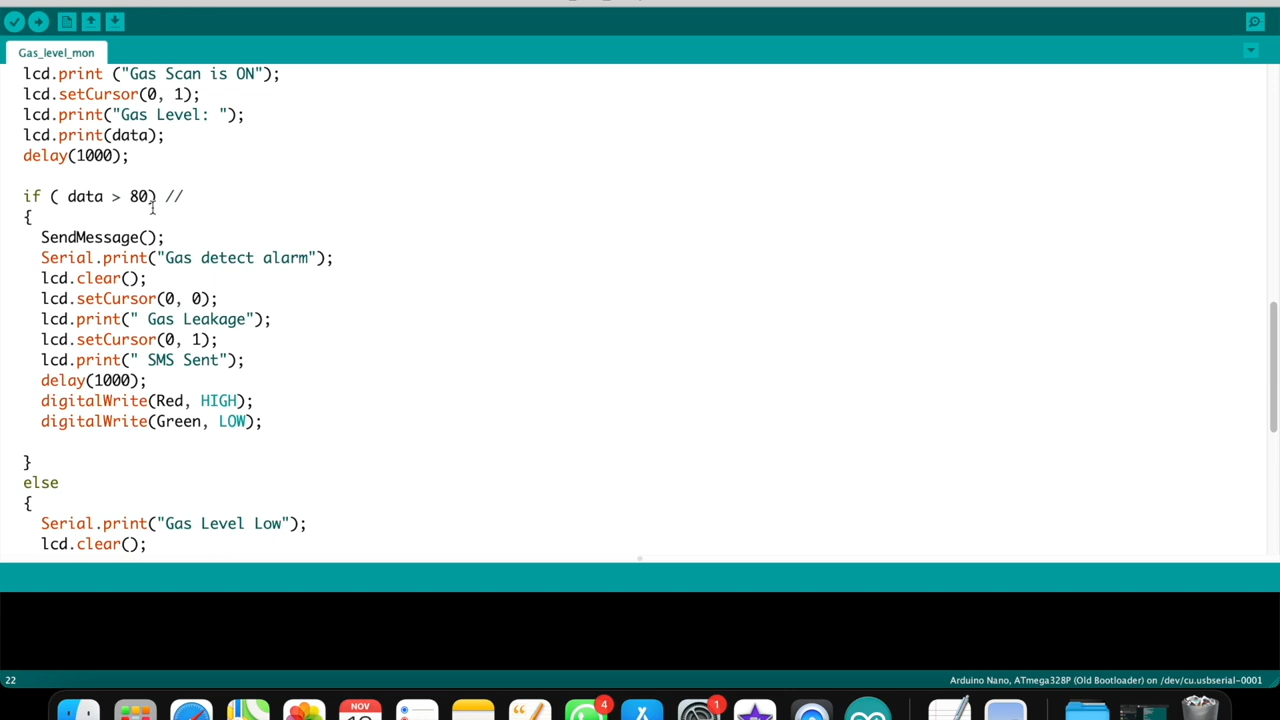 Gas_level_mon
lcd.print ("Gas Scan is ON");
lcd.setCursor(0, 1);
lcd.print("Gas Level: ");
lcd.print(data);
delay(1000);
if ( data > 80) //
{
SendMessage();
Serial.print("Gas detect alarm");
lcd.clear();
lcd.setCursor(0, 0);
lcd.print(" Gas Leakage");
lcd.setCursor(0, 1);
lcd.print(" SMS Sent");
delay(1000);
digitalWrite(Red, HIGH);
digitalWrite(Green, LOW);
}
else
{
Serial.print("Gas Level Low");
lcd.clear();
22
Arduino Nano, ATmega328P (Old Bootloader) on /dev/cu.usbserial-0001
NOV
4
1